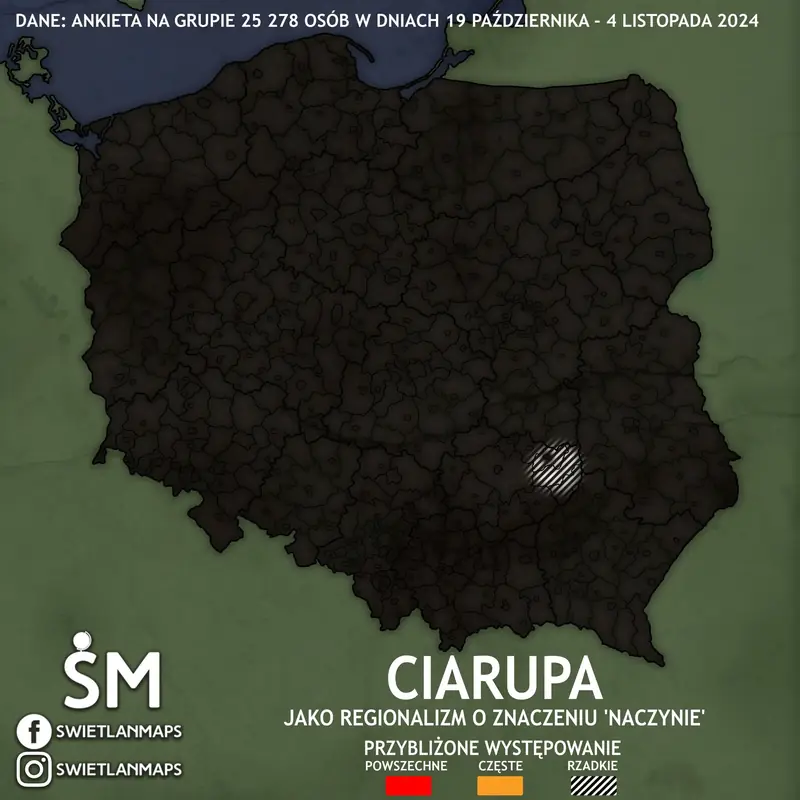 DANE: ANKIETA NA GRUPIE 25 278 OSÓB W DNIACH 19 PAŹDZIERNIKA - 4 LISTOPADA 2024
ŚM
SWIETLANMAPS
SWIETLANMAPS
CIARUPA
JAKO REGIONALIZM O ZNACZENIU 'NACZYNIE'
PRZYBLIŻONE WYSTĘPOWANIE
POWSZECHNE CZĘSTE RZADKIE